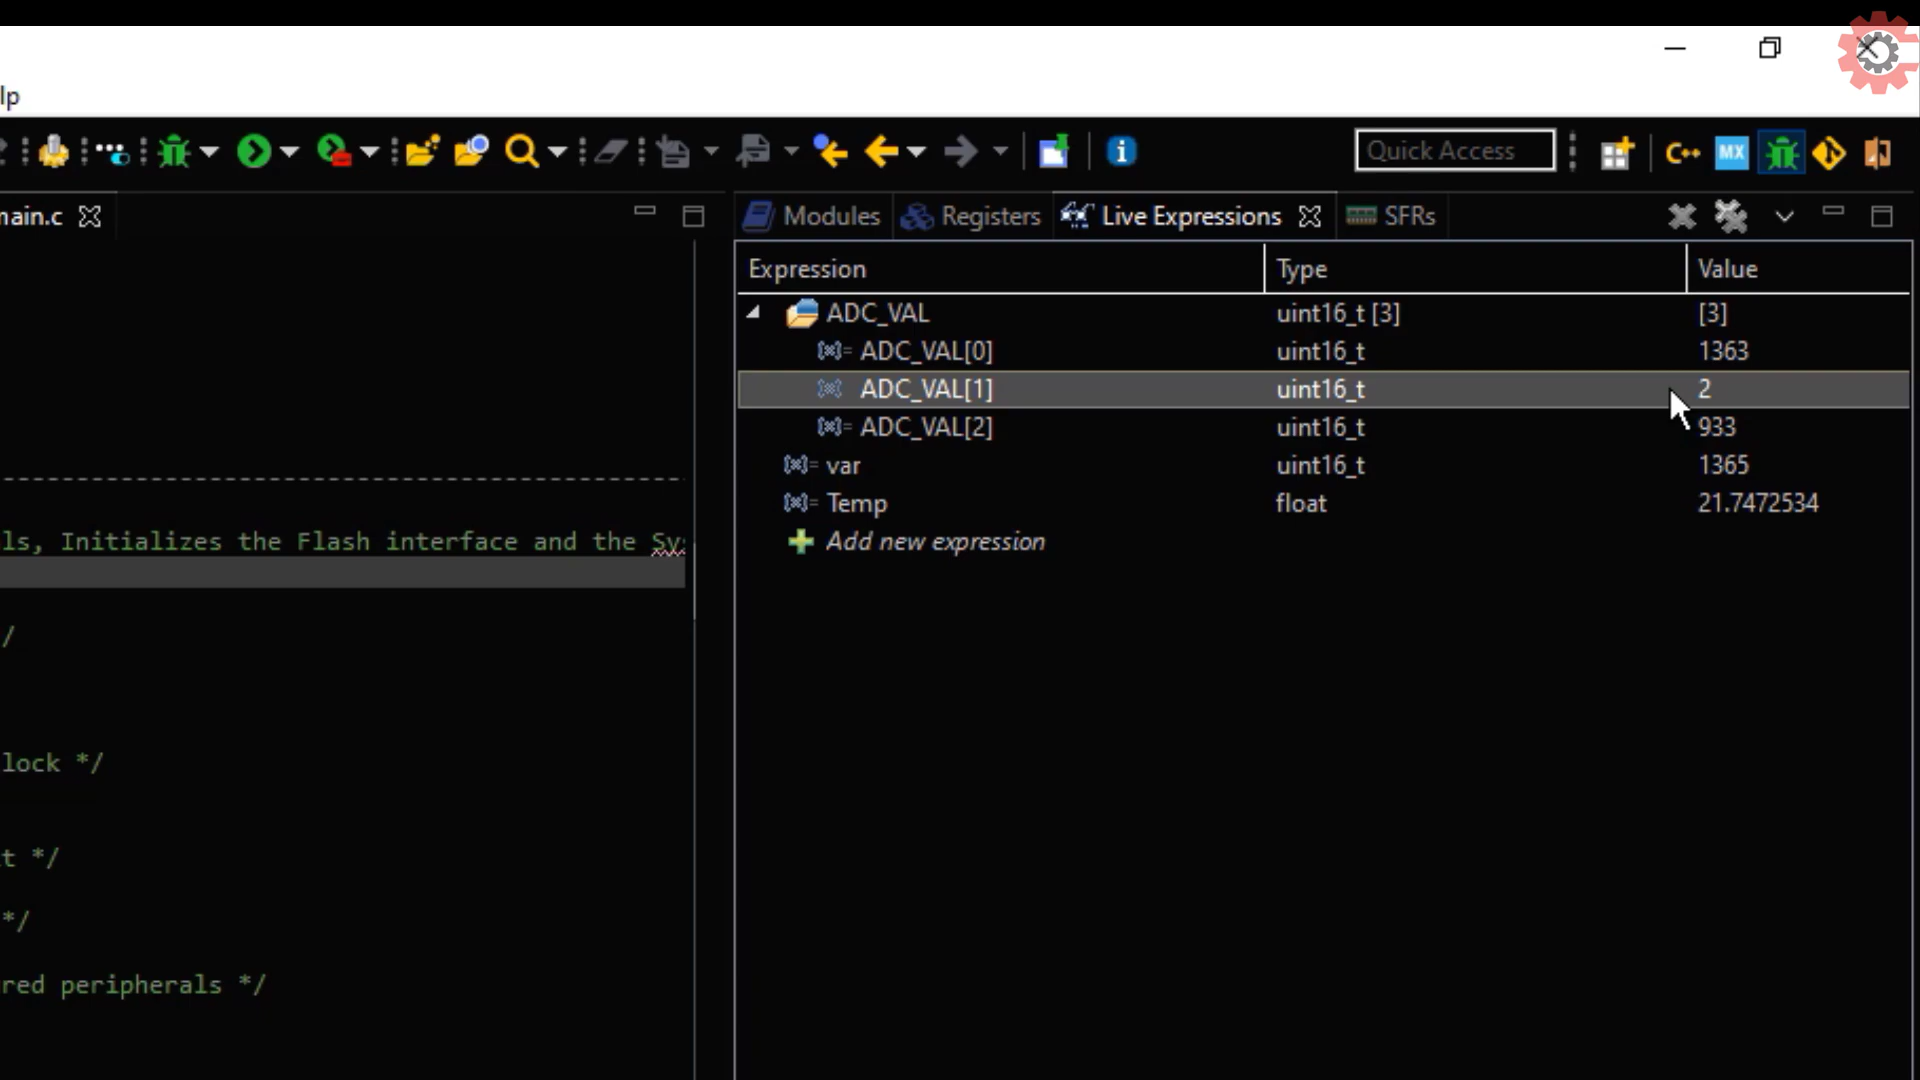 lp
Quick Access
C++
MX
main.c
Modules
Registers
Live Expressions
SFRs
Expression Type Value
ADC_VAL uint16_t [3] [3]
ADC_VAL[0] uint16_t 1363
ADC_VAL[1] uint16_t 2
ADC_VAL[2] uint16_t 933
var uint16_t 1365
Temp float 21.7472534
Add new expression
------------------------------------------------------
ls, Initializes the Flash interface and the Sy
/
lock */
t */
*/
red peripherals */